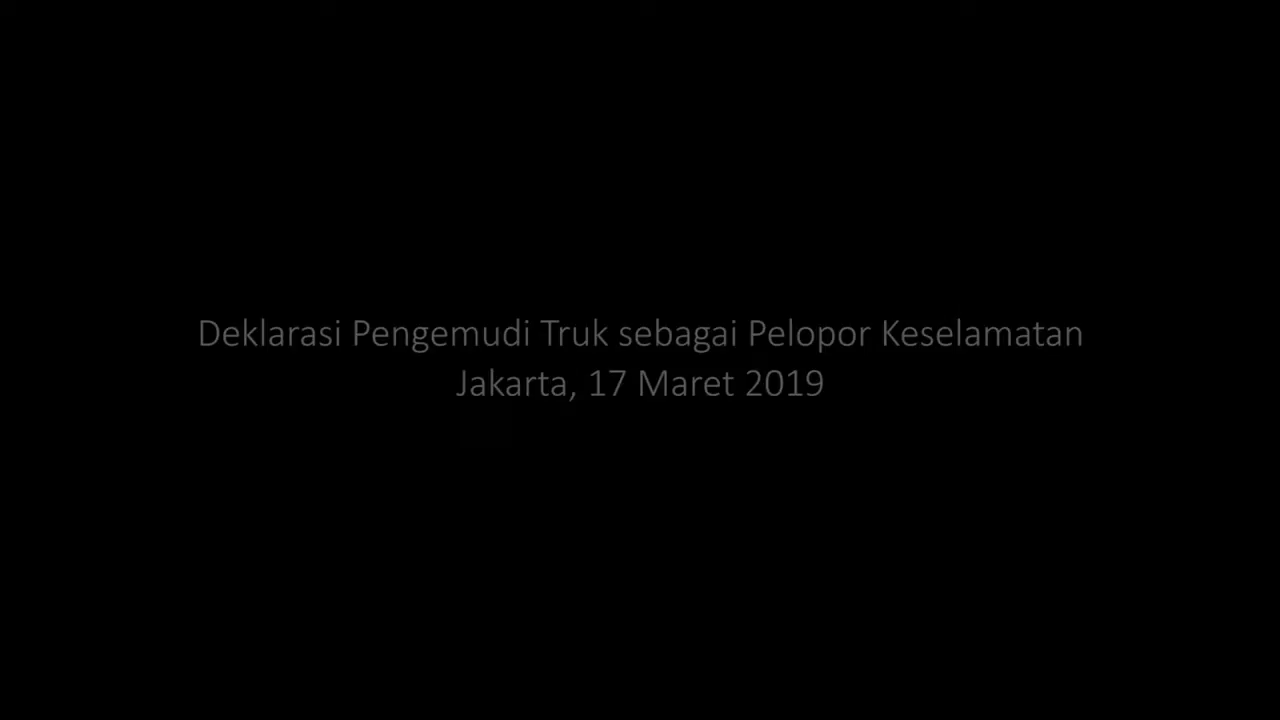 Deklarasi Pengemudi Truk sebagai Pelopor Keselamatan
Jakarta, 17 Maret 2019